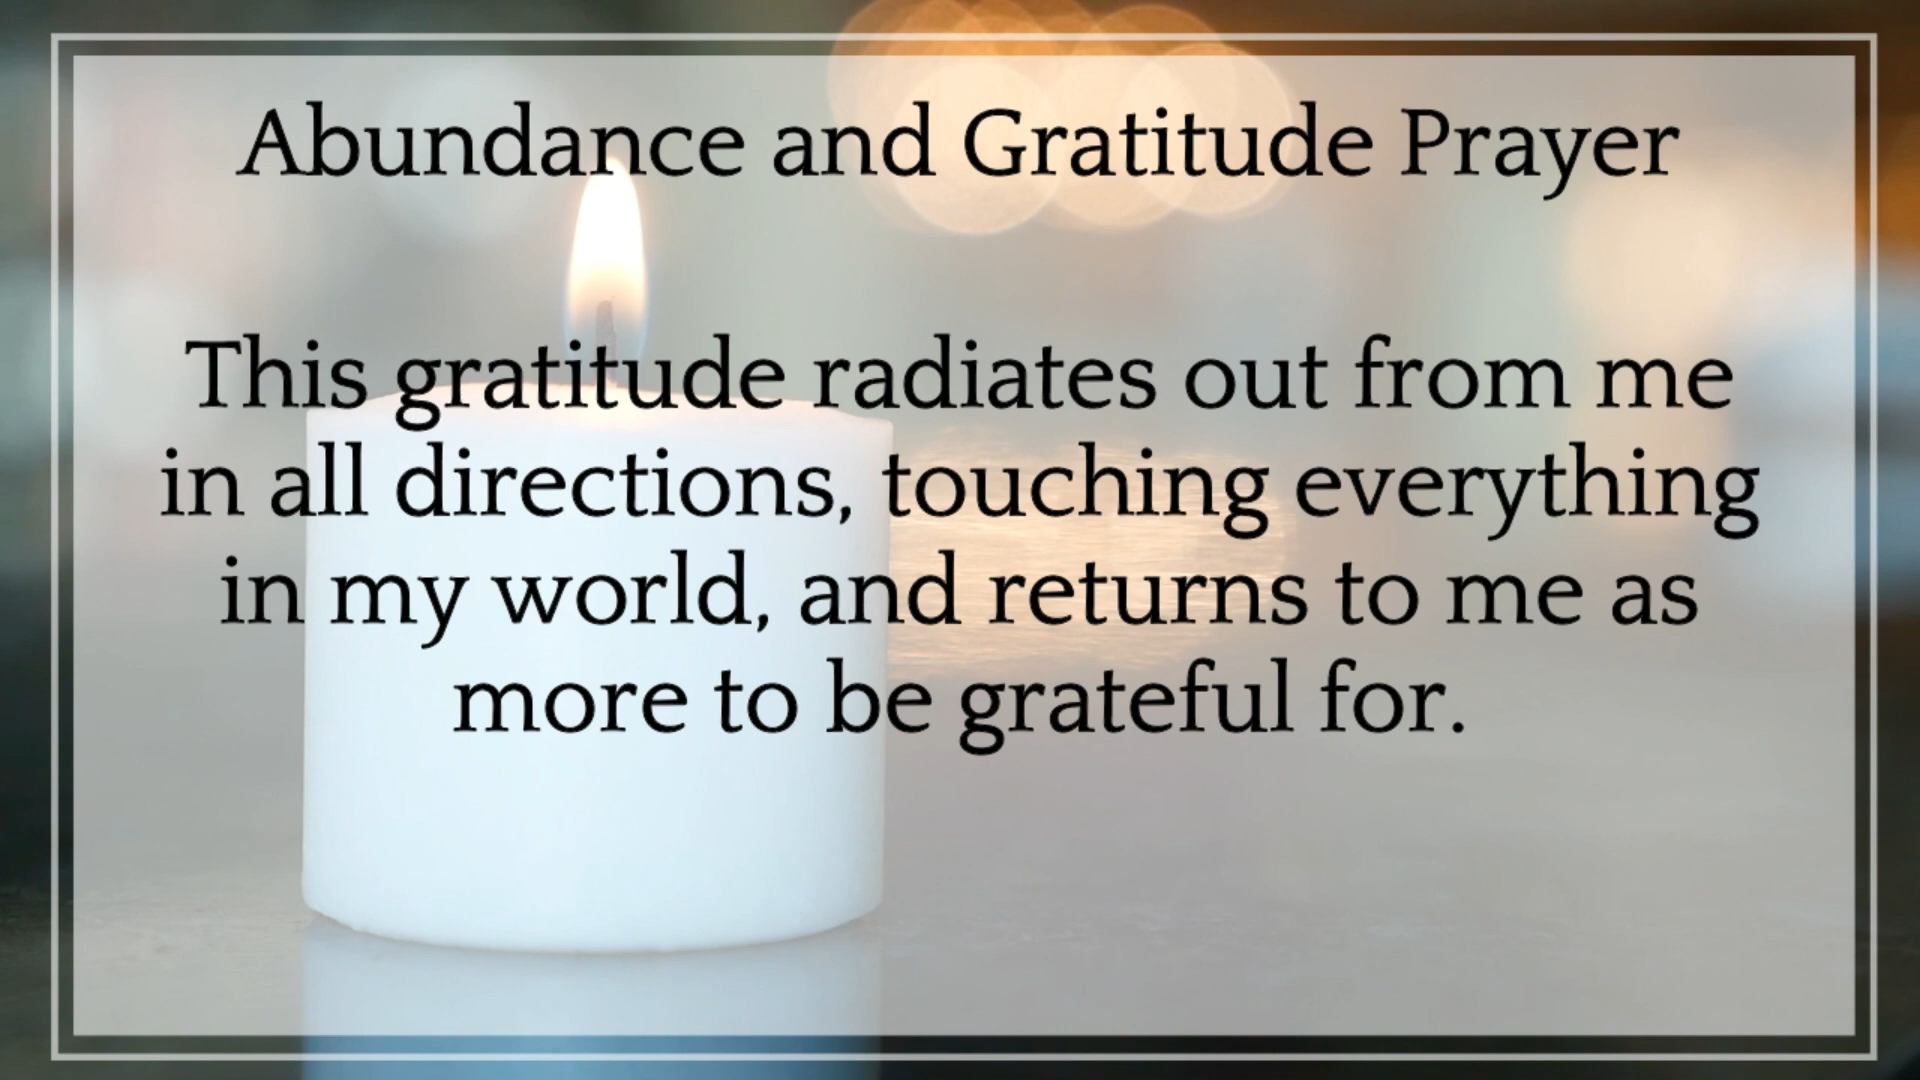 Abundance and Gratitude Prayer
This gratitude radiates out from me
in all directions, touching everything
in my world, and returns to me as
more to be grateful for.